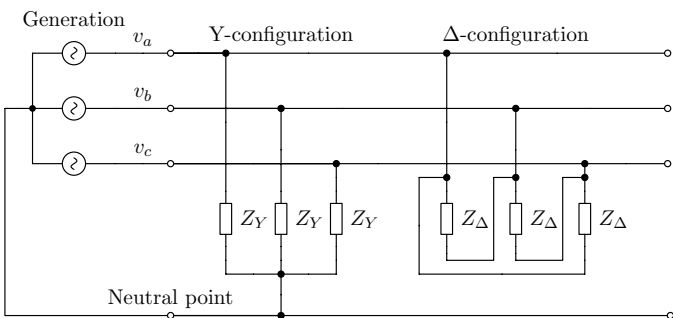 Generation
v_a Y-configuration Δ-configuration
v_b
v_c
Z_Y Z_Y Z_Y Z_Δ Z_Δ Z_Δ
Neutral point